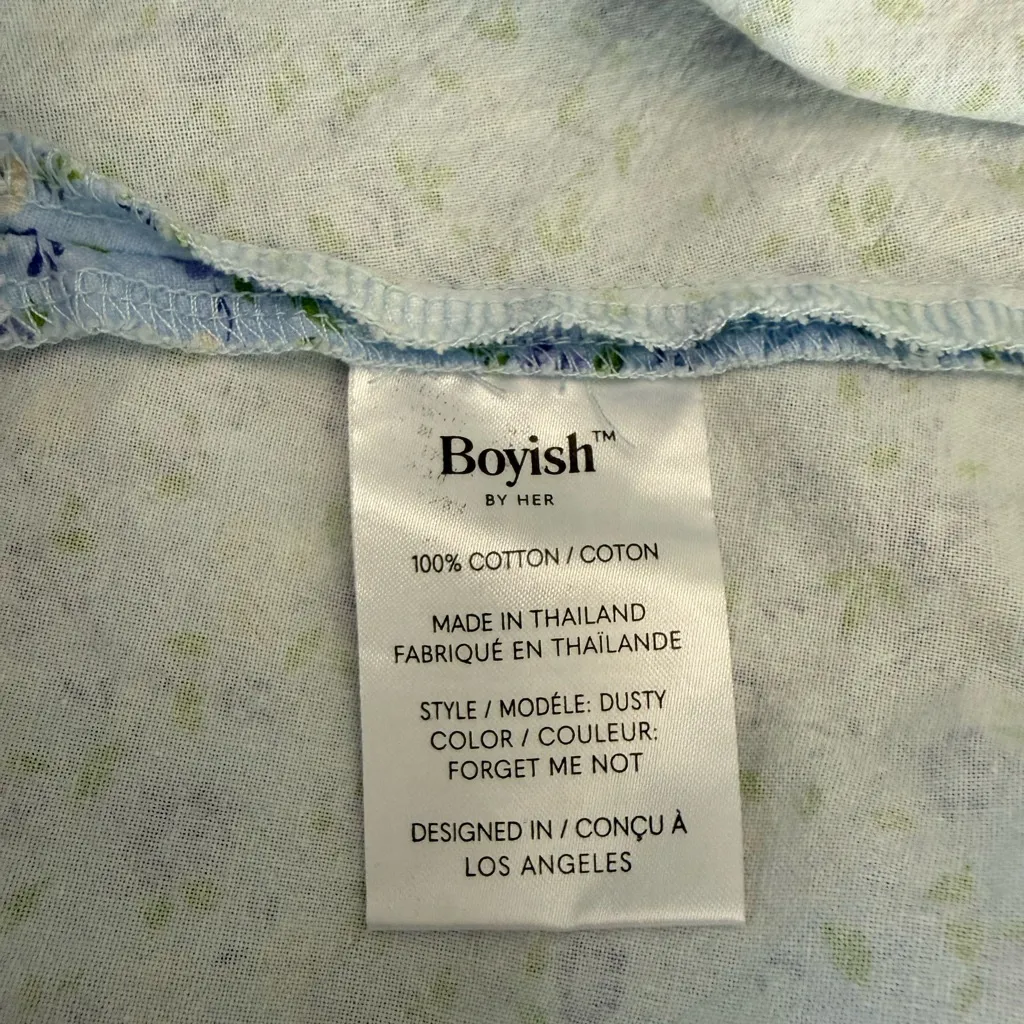 Boyish™
BY HER
100% COTTON / COTON
MADE IN THAILAND
FABRIQUÉ EN THAÏLANDE
STYLE / MODÉLE: DUSTY
COLOR / COULEUR:
FORGET ME NOT
DESIGNED IN / CONÇU À
LOS ANGELES